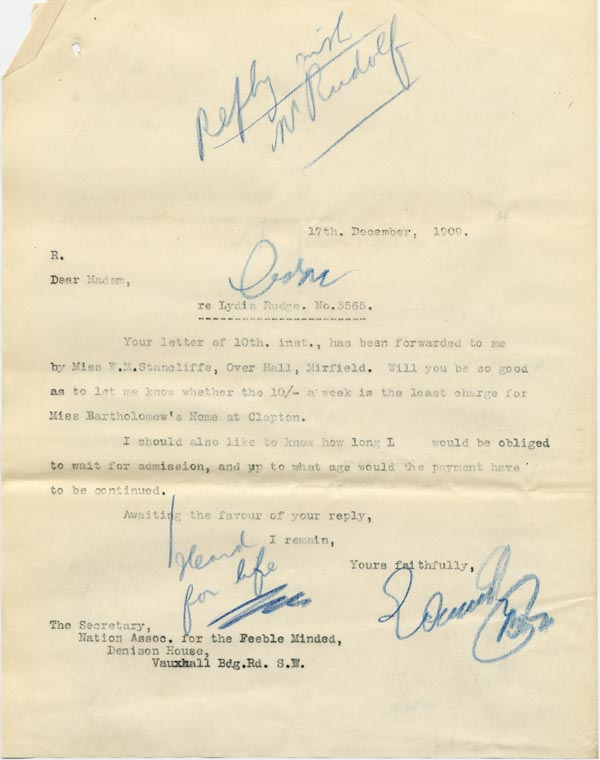 Reply with
Mr Rudolf
17th. December, 1909.
R.
Dear Madam,
re Lydia Rudge. No.3565.
Your letter of 10th. inst., has been forwarded to me
by Miss W.M.Stancliffe, Over Hall, Mirfield. Will you be so good
as to let me know whether the 10/- a week is the least charge for
Miss Bartholomew's Home at Clapton.
I should also like to know how long L would be obliged
to wait for admission, and up to what age would the payment have
to be continued.
Awaiting the favour of your reply,
I remain,
Yours faithfully,
Heard
for life
The Secretary,
Nation Assoc. for the Feeble Minded,
Denison House,
Vauxhall Bdg.Rd. S.W.